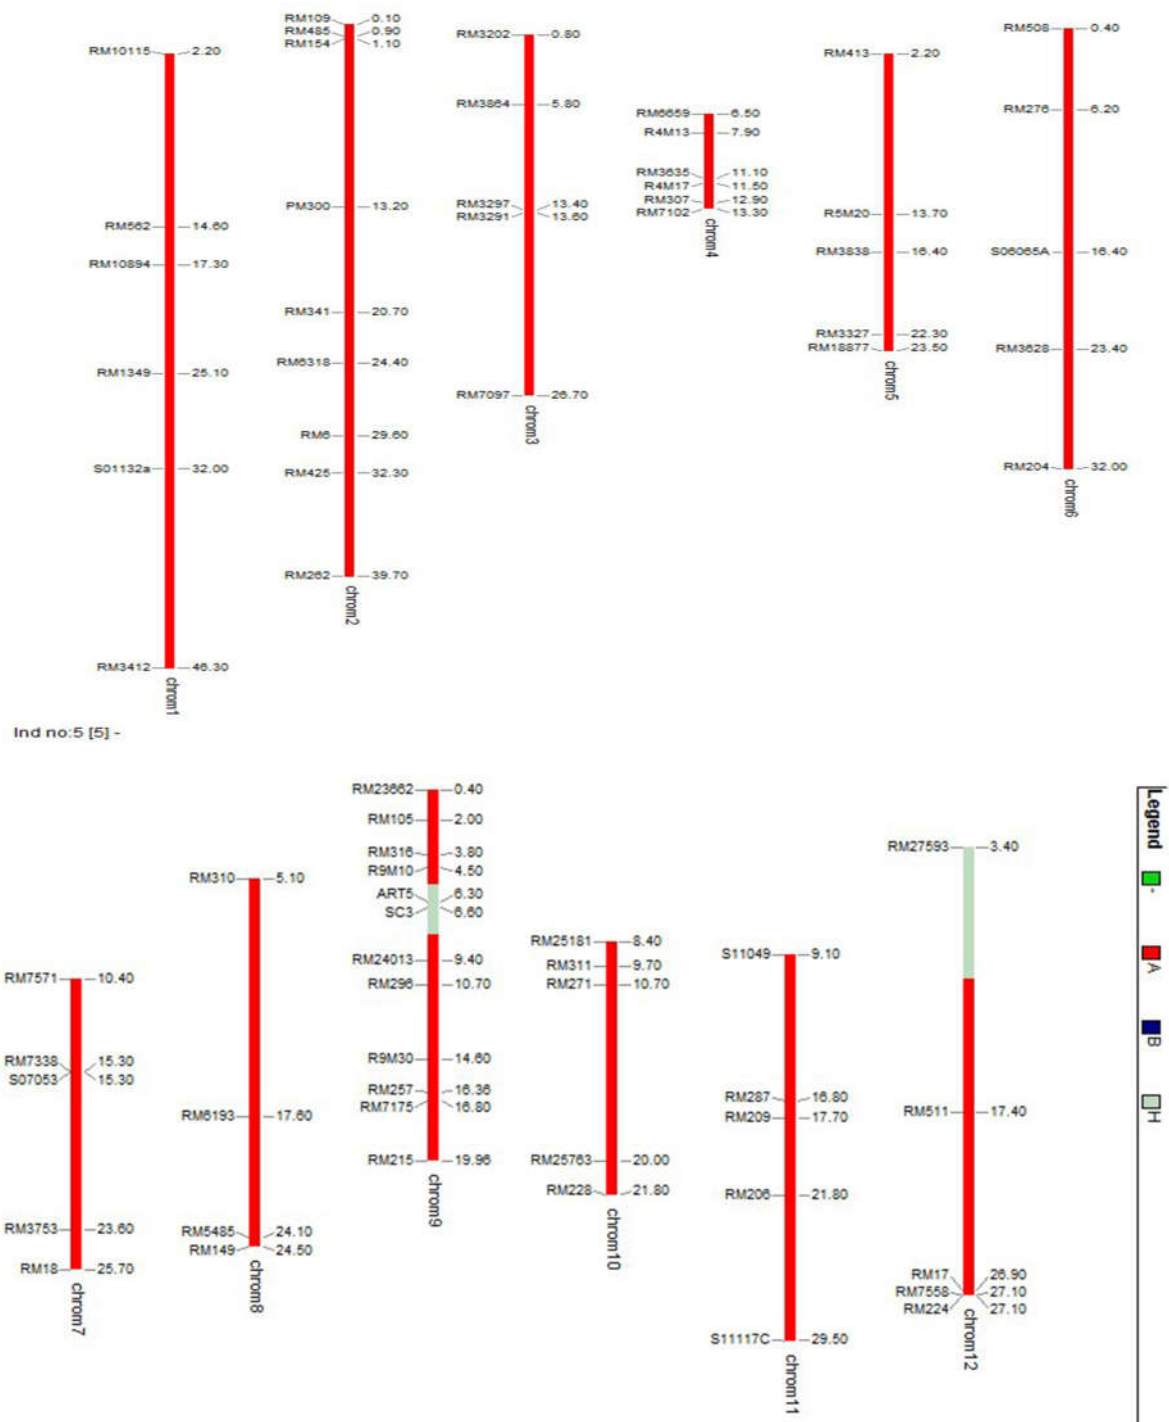 RM10115 2.20
RM562 14.60
RM10894 17.30
RM1349 25.10
S01132a 32.00
RM3412 46.30
chrom1
RM109 0.10
RM485 0.90
RM154 1.10
PM300 13.20
RM341 20.70
RM6318 24.40
RM6 29.60
RM425 32.30
RM262 39.70
chrom2
RM3202 0.80
RM3864 5.80
RM3297 13.40
RM3291 13.60
RM7097 26.70
chrom3
RM6659 6.50
R4M13 7.90
RM3635 11.10
R4M17 11.50
RM307 12.90
RM7102 13.30
chrom4
RM413 2.20
R5M20 13.70
RM3838 16.40
RM3327 22.30
RM18877 23.50
chrom5
RM508 0.40
RM276 6.20
S06065A 16.40
RM3628 23.40
RM204 32.00
chrom6
Ind no:5 [5] -
RM7571 10.40
RM7338 15.30
S07053 15.30
RM3753 23.60
RM18 25.70
chrom7
RM310 5.10
RM6193 17.60
RM5485 24.10
RM149 24.50
chrom8
RM23662 0.40
RM105 2.00
RM316 3.80
R9M10 4.50
ART5 6.30
SC3 6.60
RM24013 9.40
RM296 10.70
R9M30 14.60
RM257 16.36
RM7175 16.80
RM215 19.96
chrom9
RM25181 8.40
RM311 9.70
RM271 10.70
RM25763 20.00
RM228 21.80
chrom10
S11049 9.10
RM287 16.80
RM209 17.70
RM206 21.80
S11117C 29.50
chrom11
RM27593 3.40
RM511 17.40
RM17 26.90
RM7558 27.10
RM224 27.10
chrom12
Legend
-
A
B
H